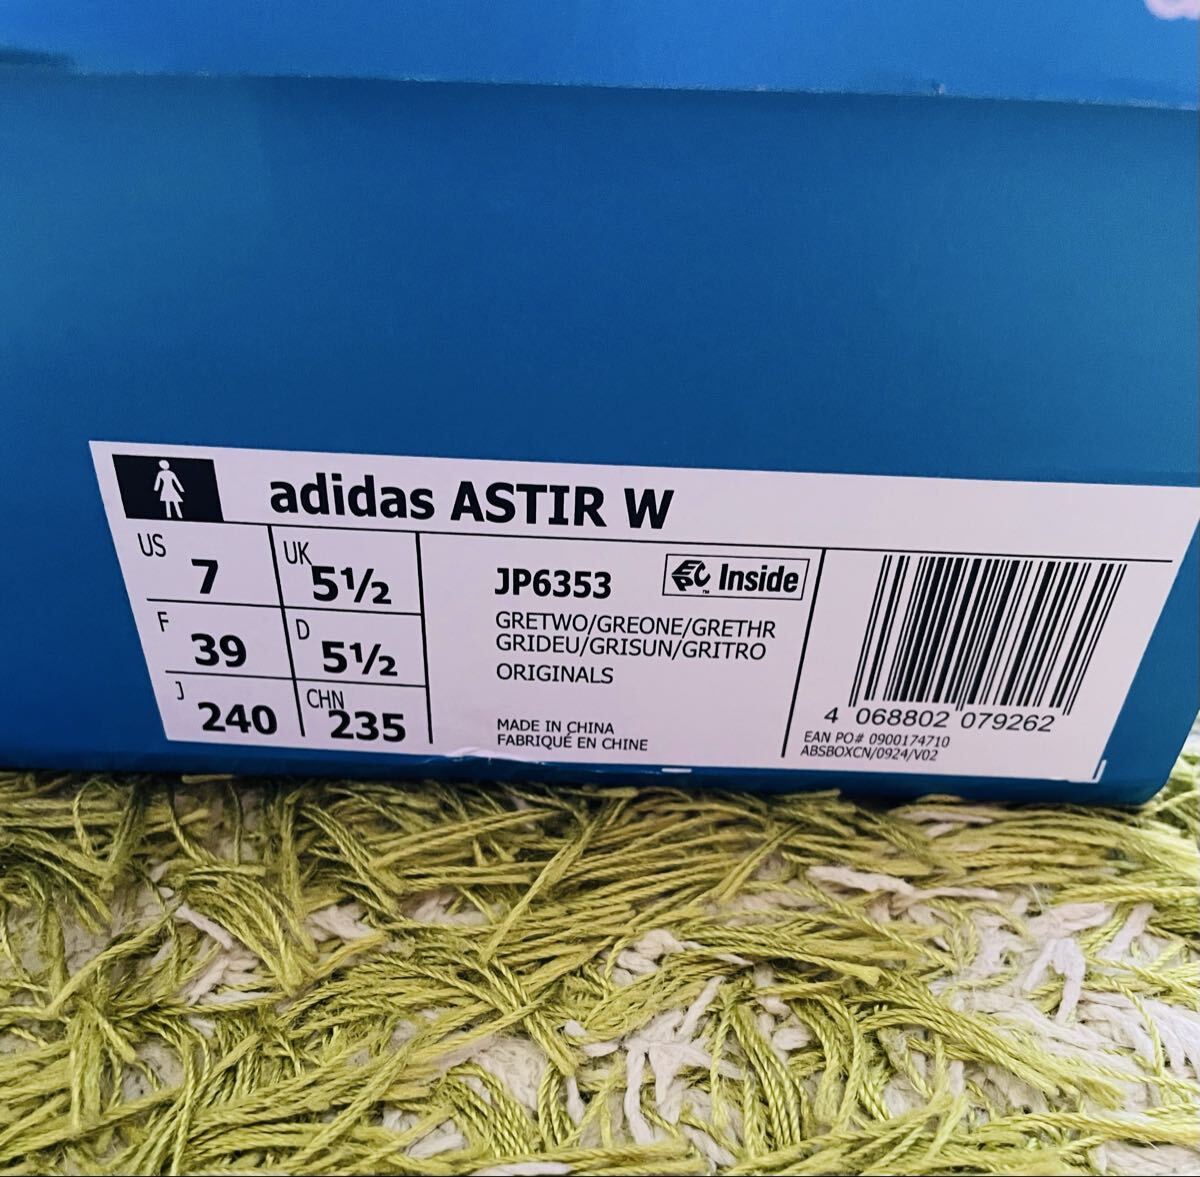 adidas ASTIR W
US 7 UK 5½
F 39 D 5½
J 240 CHN 235
JP6353 EPC™ Inside
GRETWO/GREONE/GRETHR
GRIDEU/GRISUN/GRITRO
ORIGINALS
MADE IN CHINA
FABRIQUÉ EN CHINE
4 068802 079262
EAN PO# 0900174710
ABSBOXCN/0924/V02